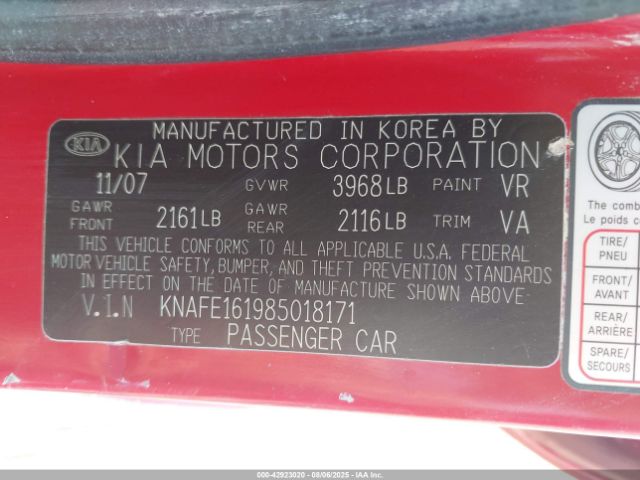 KIA
MANUFACTURED IN KOREA BY
KIA MOTORS CORPORATION
11/07 GVWR 3968LB PAINT VR
GAWR FRONT 2161LB GAWR REAR 2116LB TRIM VA
THIS VEHICLE CONFORMS TO ALL APPLICABLE U.S.A. FEDERAL
MOTOR VEHICLE SAFETY, BUMPER, AND THEFT PREVENTION STANDARDS
IN EFFECT ON THE DATE OF MANUFACTURE SHOWN ABOVE:
V.I.N KNAFE161985018171
TYPE PASSENGER CAR
The comb
Le poids c
TIRE/
PNEU
FRONT/
AVANT
REAR/
ARRIÈRE
SPARE/
SECOURS
000-42923020 - 08/06/2025 - IAA Inc.